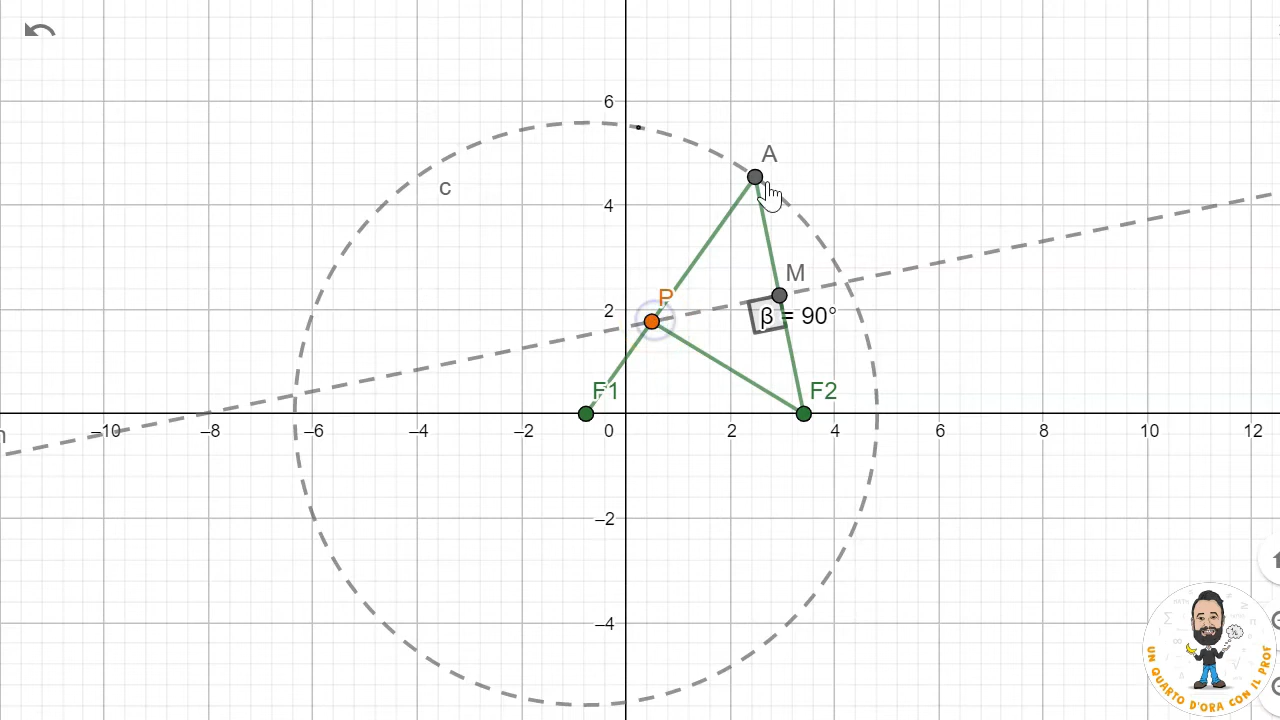 6
A
c
4
M
P
2
β = 90°
F1
F2
–10
–8
–6
–4
–2
0
2
4
6
8
10
12
–2
–4
UN QUARTO D'ORA CON IL PROF